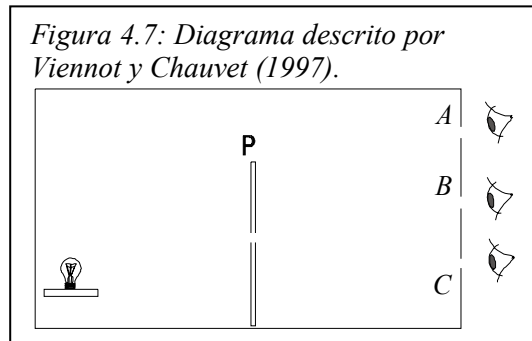 Figura 4.7: Diagrama descrito por
Viennot y Chauvet (1997).
A
P
B
C